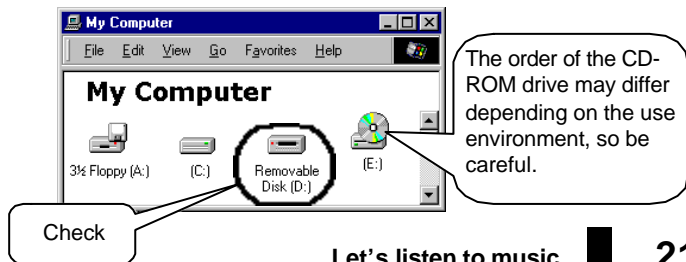 My Computer
File Edit View Go Favorites Help
My Computer
3½ Floppy (A:) (C:) Removable Disk (D:) (E:)
The order of the CD-
ROM drive may differ
depending on the use
environment, so be
careful.
Check
Let's listen to music 21